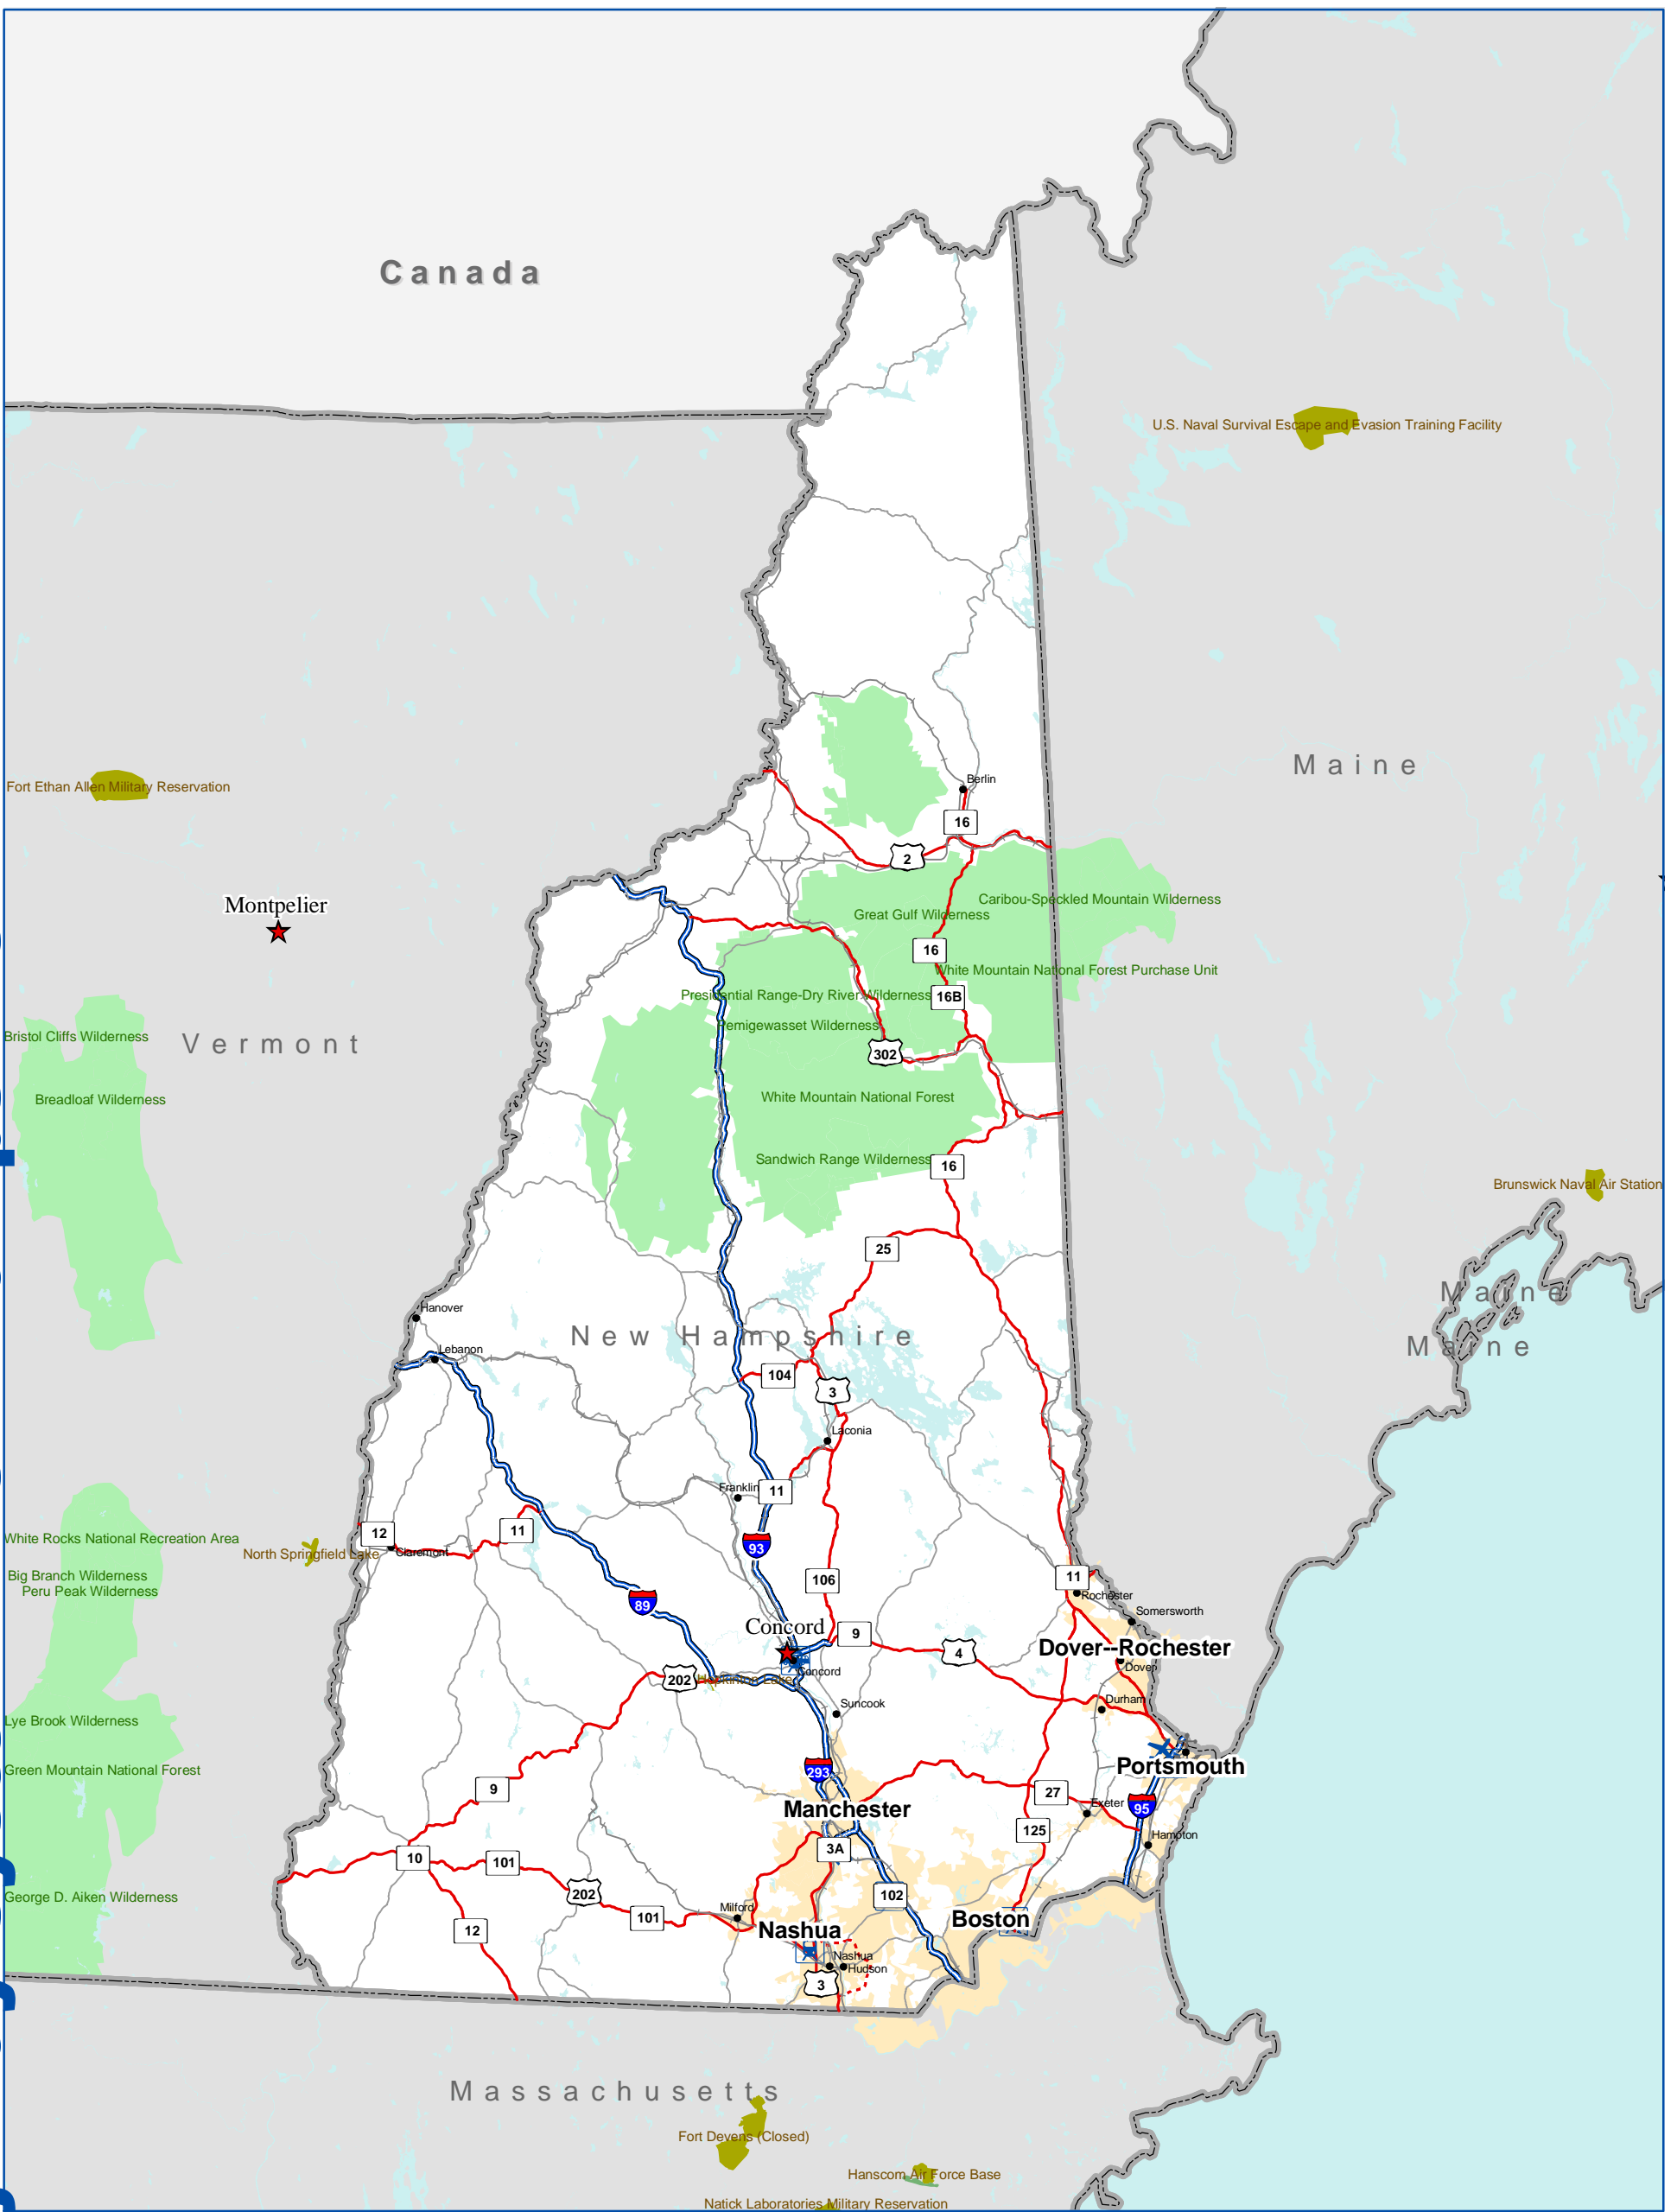 Canada
U.S. Naval Survival Escape and Evasion Training Facility
Maine
Berlin
Fort Ethan Allen Military Reservation
16
2
Montpelier
Caribou-Speckled Mountain Wilderness
Great Gulf Wilderness
16
White Mountain National Forest Purchase Unit
Presidential Range-Dry River Wilderness
16B
Pemigewasset Wilderness
Bristol Cliffs Wilderness
Vermont
302
Breadloaf Wilderness
White Mountain National Forest
Sandwich Range Wilderness
16
Brunswick Naval Air Station
25
Maine
Hanover
New Hampshire
Maine
Lebanon
104
3
Laconia
Franklin
11
12
11
White Rocks National Recreation Area
North Springfield Lake
Claremont
93
Big Branch Wilderness
Peru Peak Wilderness
106
11
Rochester
89
Somersworth
Concord
9
4
Dover--Rochester
Dover
Concord
202
Hopkinton Lake
Durham
Suncook
Lye Brook Wilderness
Green Mountain National Forest
Portsmouth
293
9
27
95
Manchester
Exeter
125
Hampton
3A
10
101
202
102
George D. Aiken Wilderness
Milford
101
Boston
12
Nashua
Nashua
Hudson
3
Massachusetts
Fort Devens (Closed)
Hanscom Air Force Base
Natick Laboratories Military Reservation